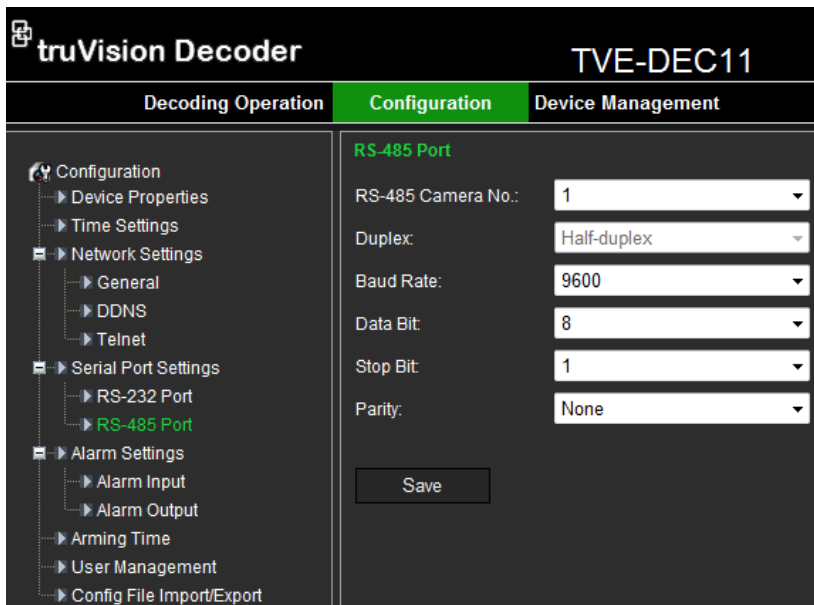 truVision Decoder
TVE-DEC11
Decoding Operation Configuration Device Management
Configuration
Device Properties
Time Settings
Network Settings
General
DDNS
Telnet
Serial Port Settings
RS-232 Port
RS-485 Port
Alarm Settings
Alarm Input
Alarm Output
Arming Time
User Management
Config File Import/Export
RS-485 Port
RS-485 Camera No.: 1
Duplex: Half-duplex
Baud Rate: 9600
Data Bit: 8
Stop Bit: 1
Parity: None
Save